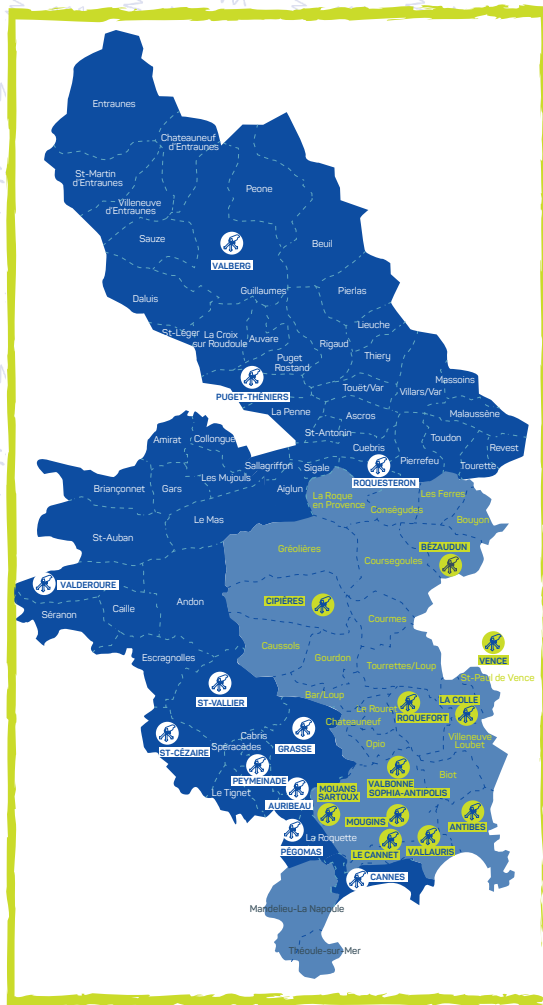 Entraunes
Chateauneuf
d'Entraunes
St-Martin
d'Entraunes
Peone
Villeneuve
d'Entraunes
Sauze
Beuil
VALBERG
Guillaumes
Pierlas
Daluis
Lieuche
St-Léger
La Croix
sur Roudoule
Auvare
Rigaud
Puget
Rostand
Thiery
PUGET-THÉNIERS
Touët/Var
Villars/Var
Massoins
La Penne
Ascros
Malaussène
St-Antonin
Toudon
Amirat
Collongue
Cuebris
Revest
Sallagriffon
Sigale
Pierrefeu
Tourette
Les Mujouls
ROQUESTERON
Briançonnet
Gars
Aiglun
La Roque
en Provence
Les Ferres
Conségudes
Le Mas
Bouyon
St-Auban
Gréolières
BÉZAUDUN
Coursegoules
VALDEROURE
Andon
CIPIÈRES
Séranon
Caille
Courmes
Caussols
VENCE
Escragnolles
Gourdon
Tourrettes/Loup
St-Paul de Vence
ST-VALLIER
Bar/Loup
LA COLLE
Le Rouret
ROQUEFORT
Chateauneuf
ST-CÉZAIRE
Cabris
Spéracèdes
GRASSE
Opio
Villeneuve
Loubet
PEYMEINADE
Biot
Le Tignet
VALBONNE
SOPHIA-ANTIPOLIS
MOUANS
SARTOUX
AURIBEAU
MOUGINS
ANTIBES
La Roquette
PÉGOMAS
LE CANNET
VALLAURIS
CANNES
Mandelieu-La Napoule
Théoule-sur-Mer